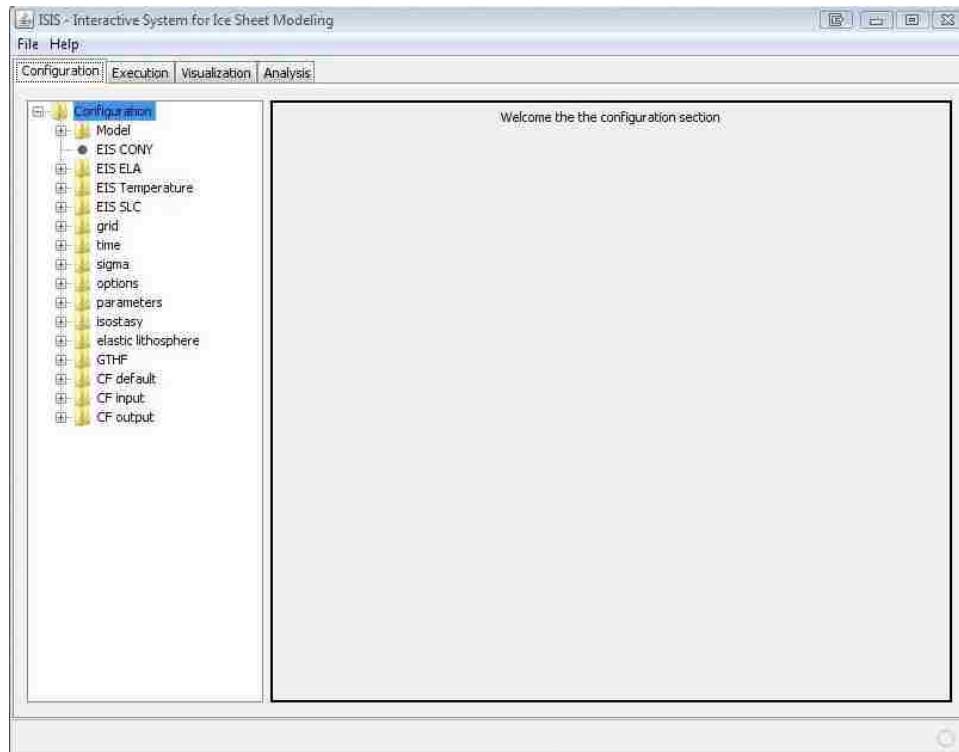 ISIS - Interactive System for Ice Sheet Modeling
File Help
Configuration Execution Visualization Analysis
Configuration
Welcome the the configuration section
Model
EIS CONY
EIS ELA
EIS Temperature
EIS SLC
grid
time
sigma
options
parameters
isostasy
elastic lithosphere
GTHF
CF default
CF input
CF output